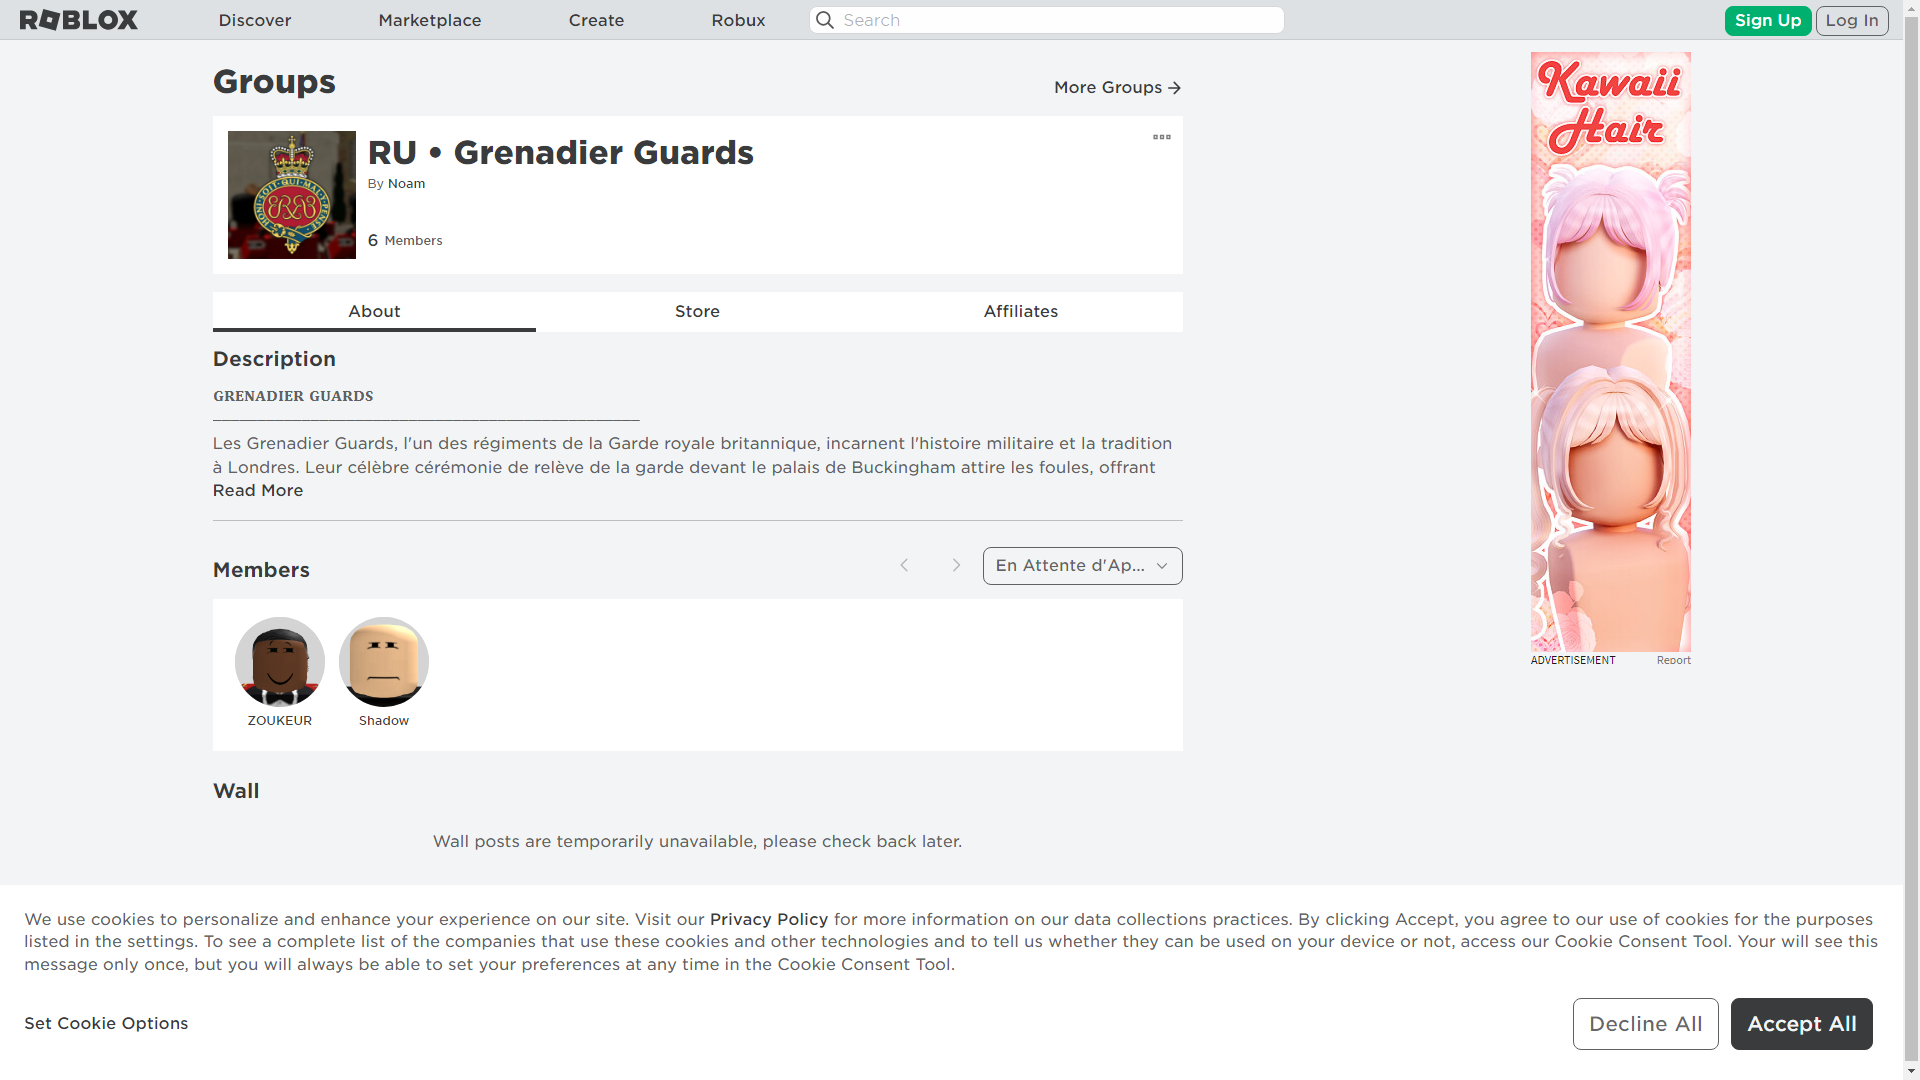 ROBLOX
Discover
Marketplace
Create
Robux
Search
Sign Up
Log In
Groups
More Groups
RU • Grenadier Guards
By Noam
6 Members
HONI·SOIT·QUI·MAL·Y·PENSE
About
Store
Affiliates
Description
GRENADIER GUARDS
Les Grenadier Guards, l'un des régiments de la Garde royale britannique, incarnent l'histoire militaire et la tradition
à Londres. Leur célèbre cérémonie de relève de la garde devant le palais de Buckingham attire les foules, offrant
Read More
Members
En Attente d'Ap...
ZOUKEUR
Shadow
Wall
Wall posts are temporarily unavailable, please check back later.
Kawaii
Hair
ADVERTISEMENT
Report
We use cookies to personalize and enhance your experience on our site. Visit our Privacy Policy for more information on our data collections practices. By clicking Accept, you agree to our use of cookies for the purposes
listed in the settings. To see a complete list of the companies that use these cookies and other technologies and to tell us whether they can be used on your device or not, access our Cookie Consent Tool. Your will see this
message only once, but you will always be able to set your preferences at any time in the Cookie Consent Tool.
Set Cookie Options
Decline All
Accept All